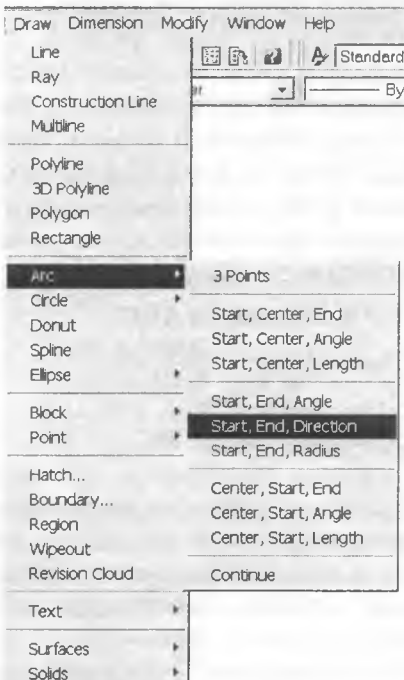 Draw Dimension Modify Window Help
Line
Ray
Standard
Construction Line
By
Multiline
Polyline
3D Polyline
Polygon
Rectangle
Arc
Circle
Donut
Spline
Ellipse
Block
Point
Hatch...
Boundary...
Region
Wipeout
Revision Cloud
Text
Surfaces
Solids
3 Points
Start, Center, End
Start, Center, Angle
Start, Center, Length
Start, End, Angle
Start, End, Direction
Start, End, Radius
Center, Start, End
Center, Start, Angle
Center, Start, Length
Continue